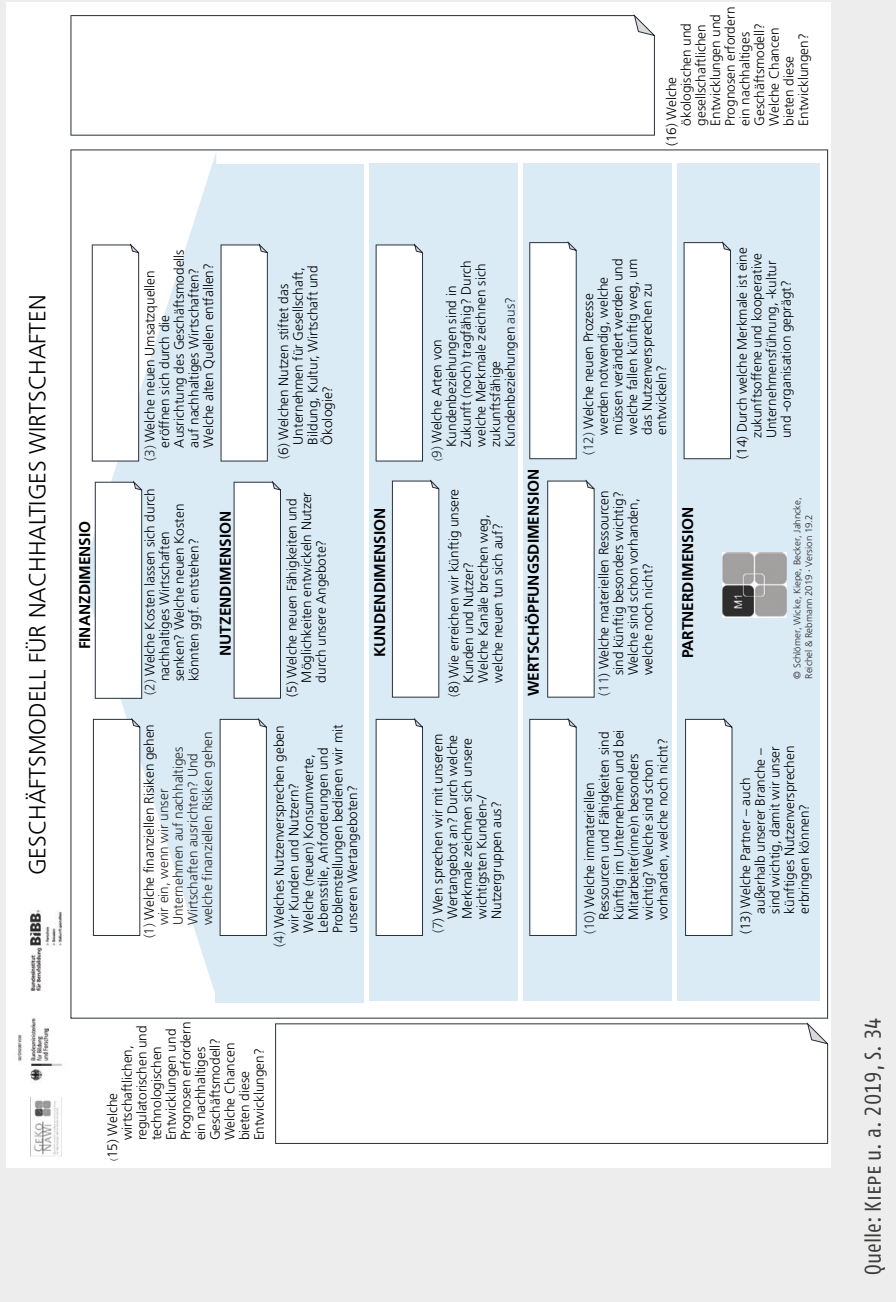 GESCHÄFTSMODELL FÜR NACHHALTIGES WIRTSCHAFTEN
GEKO
NAWI
Bundesministerium
für Bildung
und Forschung
Bundesinstitut
für Berufsbildung
BiBB
(15) Welche
wirtschaftlichen,
regulatorischen und
technologischen
Entwicklungen und
Prognosen erfordern
ein nachhaltiges
Geschäftsmodell?
Welche Chancen
bieten diese
Entwicklungen?
FINANZDIMENSIO
(1) Welche finanziellen Risiken gehen
wir ein, wenn wir unser
Unternehmen auf nachhaltiges
Wirtschaften ausrichten? Und
welche finanziellen Risiken gehen
(2) Welche Kosten lassen sich durch
nachhaltiges Wirtschaften
senken? Welche neuen Kosten
könnten ggf. entstehen?
(3) Welche neuen Umsatzquellen
eröffnen sich durch die
Ausrichtung des Geschäftsmodells
auf nachhaltiges Wirtschaften?
Welche alten Quellen entfallen?
NUTZENDIMENSION
(4) Welches Nutzenversprechen geben
wir Kunden und Nutzern?
Welche (neuen) Konsumwerte,
Lebensstile, Anforderungen und
Problemstellungen bedienen wir mit
unseren Wertangeboten?
(5) Welche neuen Fähigkeiten und
Möglichkeiten entwickeln Nutzer
durch unsere Angebote?
(6) Welchen Nutzen stiftet das
Unternehmen für Gesellschaft,
Bildung, Kultur, Wirtschaft und
Ökologie?
KUNDENDIMENSION
(7) Wen sprechen wir mit unserem
Wertangebot an? Durch welche
Merkmale zeichnen sich unsere
wichtigsten Kunden-/
Nutzergruppen aus?
(8) Wie erreichen wir künftig unsere
Kunden und Nutzer?
Welche Kanäle brechen weg,
welche neuen tun sich auf?
(9) Welche Arten von
Kundenbeziehungen sind in
Zukunft (noch) tragfähig? Durch
welche Merkmale zeichnen sich
zukunftsfähige
Kundenbeziehungen aus?
WERTSCHÖPFUNGSDIMENSION
(10) Welche immateriellen
Ressourcen und Fähigkeiten sind
künftig im Unternehmen und bei
Mitarbeiter(inne)n besonders
wichtig? Welche sind schon
vorhanden, welche noch nicht?
(11) Welche materiellen Ressourcen
sind künftig besonders wichtig?
Welche sind schon vorhanden,
welche noch nicht?
(12) Welche neuen Prozesse
werden notwendig, welche
müssen verändert werden und
welche fallen künftig weg, um
das Nutzenversprechen zu
entwickeln?
PARTNERDIMENSION
(13) Welche Partner – auch
außerhalb unserer Branche –
sind wichtig, damit wir unser
künftiges Nutzenversprechen
erbringen können?
M1
© Schlömer, Wicke, Kiepe, Becker, Jahncke,
Reichel & Rebmann 2019 · Version 19.2
(14) Durch welche Merkmale ist eine
zukunftsoffene und kooperative
Unternehmensführung, -kultur
und -organisation geprägt?
(16) Welche
ökologischen und
gesellschaftlichen
Entwicklungen und
Prognosen erfordern
ein nachhaltiges
Geschäftsmodell?
Welche Chancen
bieten diese
Entwicklungen?
Quelle: KIEPE u. a. 2019, S. 34